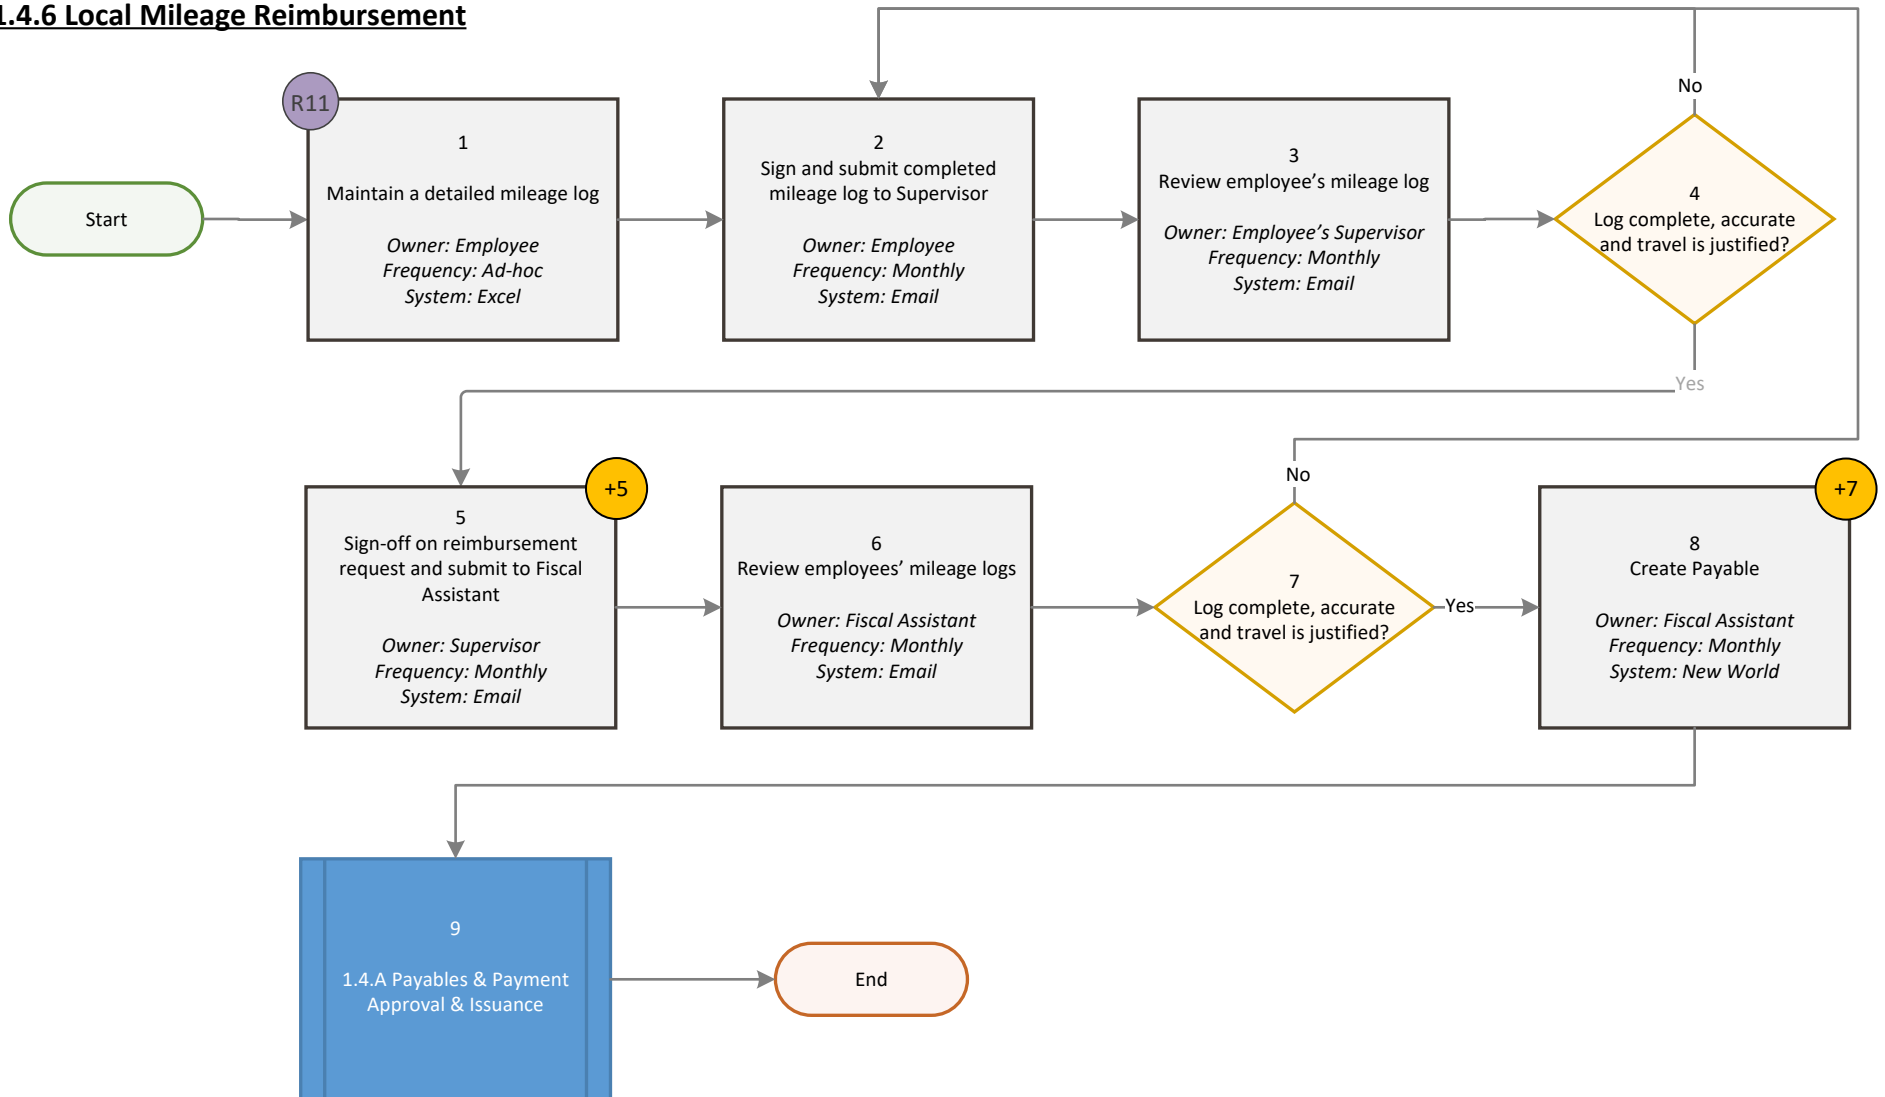 1.4.6 Local Mileage Reimbursement
Start
R11
1
Maintain a detailed mileage log
Owner: Employee
Frequency: Ad-hoc
System: Excel
2
Sign and submit completed
mileage log to Supervisor
Owner: Employee
Frequency: Monthly
System: Email
3
Review employee’s mileage log
Owner: Employee’s Supervisor
Frequency: Monthly
System: Email
No
4
Log complete, accurate
and travel is justified?
Yes
+5
5
Sign-off on reimbursement
request and submit to Fiscal
Assistant
Owner: Supervisor
Frequency: Monthly
System: Email
6
Review employees’ mileage logs
Owner: Fiscal Assistant
Frequency: Monthly
System: Email
No
7
Log complete, accurate
and travel is justified?
Yes
+7
8
Create Payable
Owner: Fiscal Assistant
Frequency: Monthly
System: New World
9
1.4.A Payables & Payment
Approval & Issuance
End